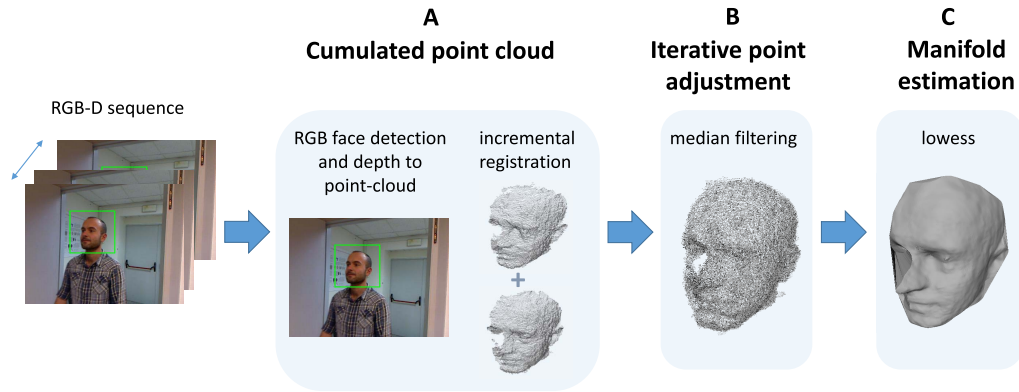 A
Cumulated point cloud
B
Iterative point
adjustment
C
Manifold
estimation
RGB-D sequence
RGB face detection
and depth to
point-cloud
incremental
registration
+
median filtering
lowess